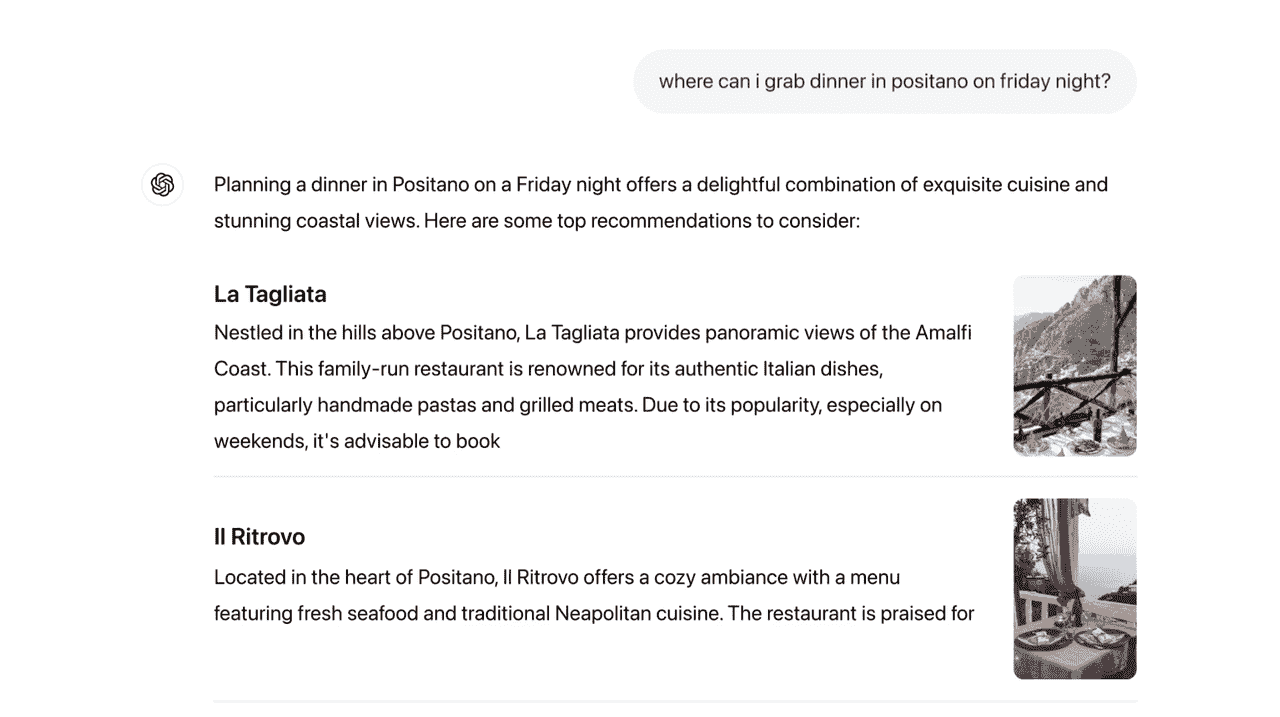 where can i grab dinner in positano on friday night?
Planning a dinner in Positano on a Friday night offers a delightful combination of exquisite cuisine and
stunning coastal views. Here are some top recommendations to consider:
La Tagliata
Nestled in the hills above Positano, La Tagliata provides panoramic views of the Amalfi
Coast. This family-run restaurant is renowned for its authentic Italian dishes,
particularly handmade pastas and grilled meats. Due to its popularity, especially on
weekends, it's advisable to book
Il Ritrovo
Located in the heart of Positano, Il Ritrovo offers a cozy ambiance with a menu
featuring fresh seafood and traditional Neapolitan cuisine. The restaurant is praised for